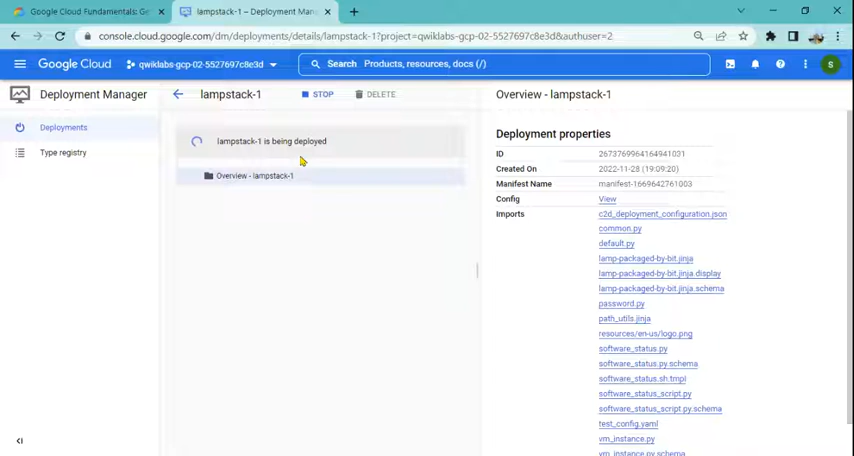 Google Cloud Fundamentals: Ge
lampstack-1 – Deployment Mana
console.cloud.google.com/dm/deployments/details/lampstack-1?project=qwiklabs-gcp-02-5527697c8e3d&authuser=2
Google Cloud
qwiklabs-gcp-02-5527697c8e3d
Search Products, resources, docs (/)
S
Deployment Manager
lampstack-1
STOP
DELETE
Overview - lampstack-1
Deployments
Type registry
lampstack-1 is being deployed
Overview - lampstack-1
Deployment properties
ID 2673769964164941031
Created On 2022-11-28 (19:09:20)
Manifest Name manifest-1669642761003
Config View
Imports c2d_deployment_configuration.json
common.py
default.py
lamp-packaged-by-bit.jinja
lamp-packaged-by-bit.jinja.display
lamp-packaged-by-bit.jinja.schema
password.py
path_utils.jinja
resources/en-us/logo.png
software_status.py
software_status.py.schema
software_status.sh.tmpl
software_status_script.py
software_status_script.py.schema
test_config.yaml
vm_instance.py
vm_instance.py.schema